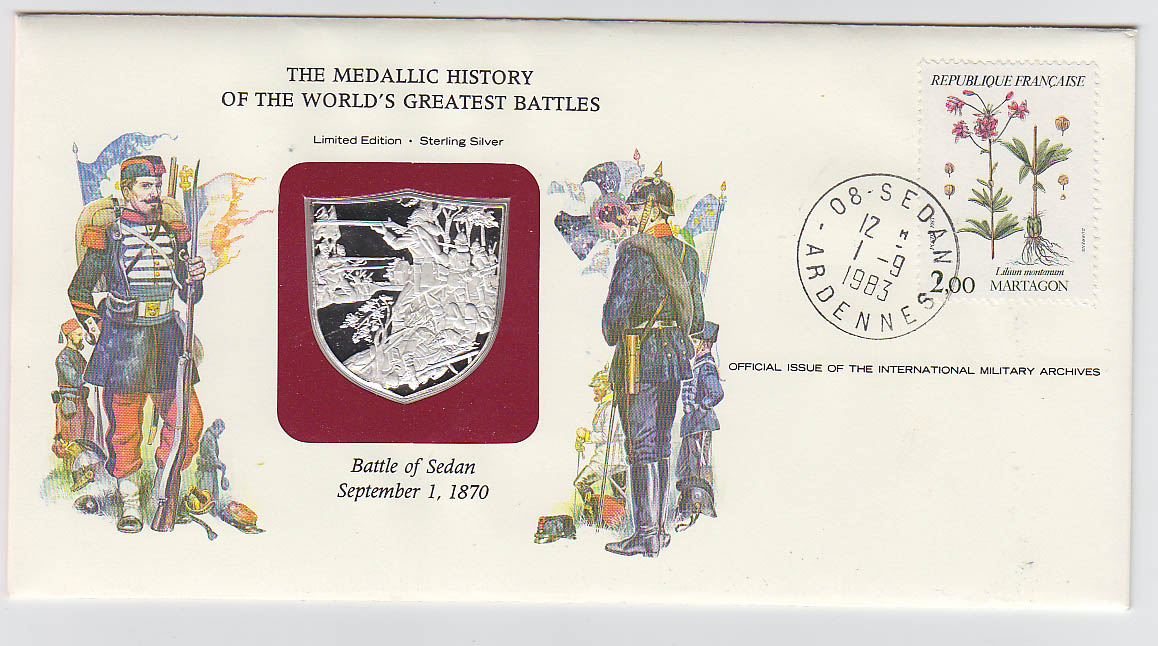 THE MEDALLIC HISTORY
OF THE WORLD'S GREATEST BATTLES
Limited Edition · Sterling Silver
REPUBLIQUE FRANÇAISE
Lilium montanum
2,00 MARTAGON
08-SEDAN
12
1-9
1983
ARDENNES
OFFICIAL ISSUE OF THE INTERNATIONAL MILITARY ARCHIVES
Battle of Sedan
September 1, 1870